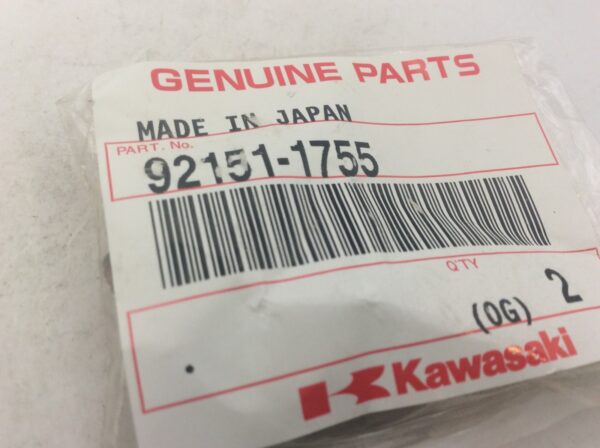 GENUINE PARTS
MADE IN JAPAN
PART. No.
92151-1755
Q'TY
(OG) 2
Kawasaki